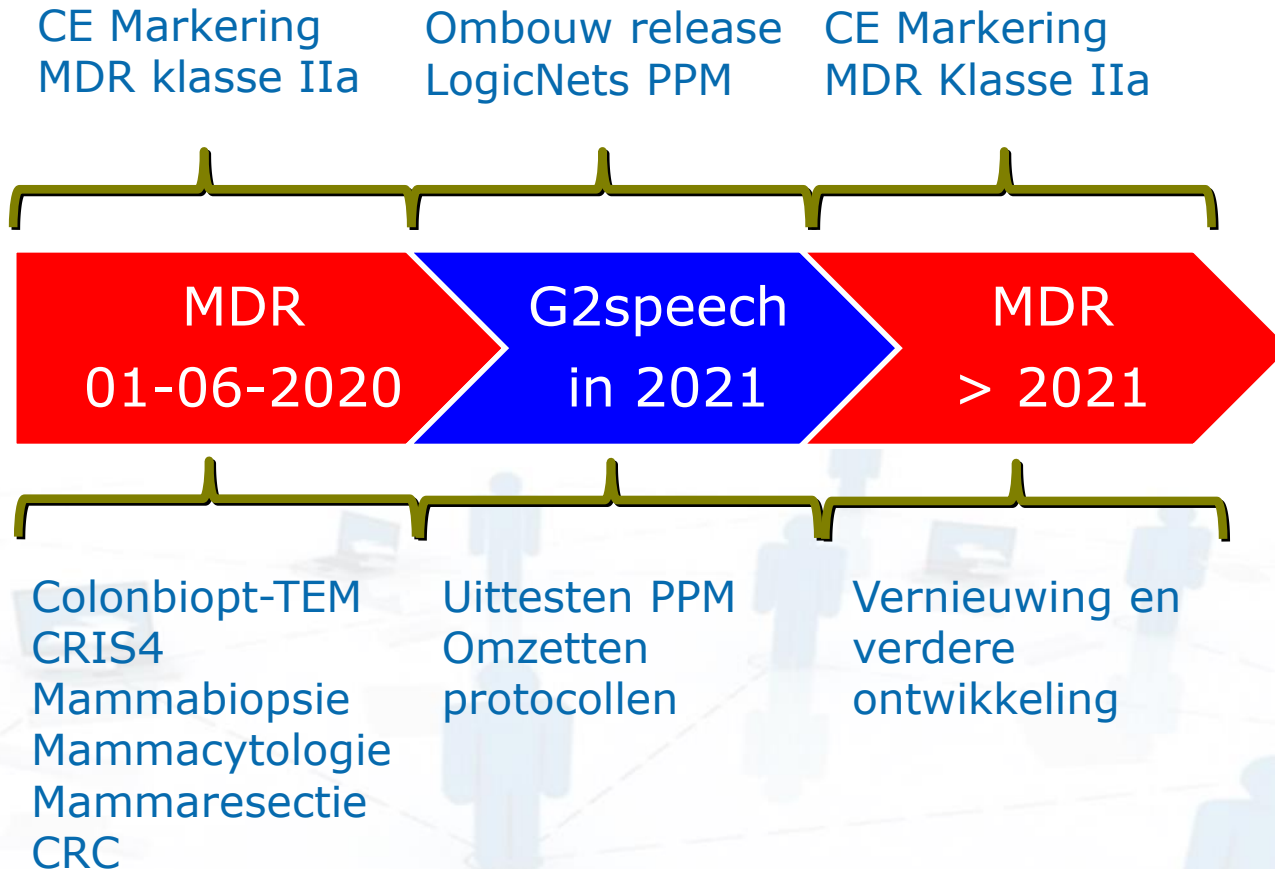 CE Markering
MDR klasse IIa
Ombouw release
LogicNets PPM
CE Markering
MDR Klasse IIa
MDR
01-06-2020
G2speech
in 2021
MDR
> 2021
Colonbiopt-TEM
CRIS4
Mammabiopsie
Mammacytologie
Mammaresectie
CRC
Uittesten PPM
Omzetten
protocollen
Vernieuwing en
verdere
ontwikkeling